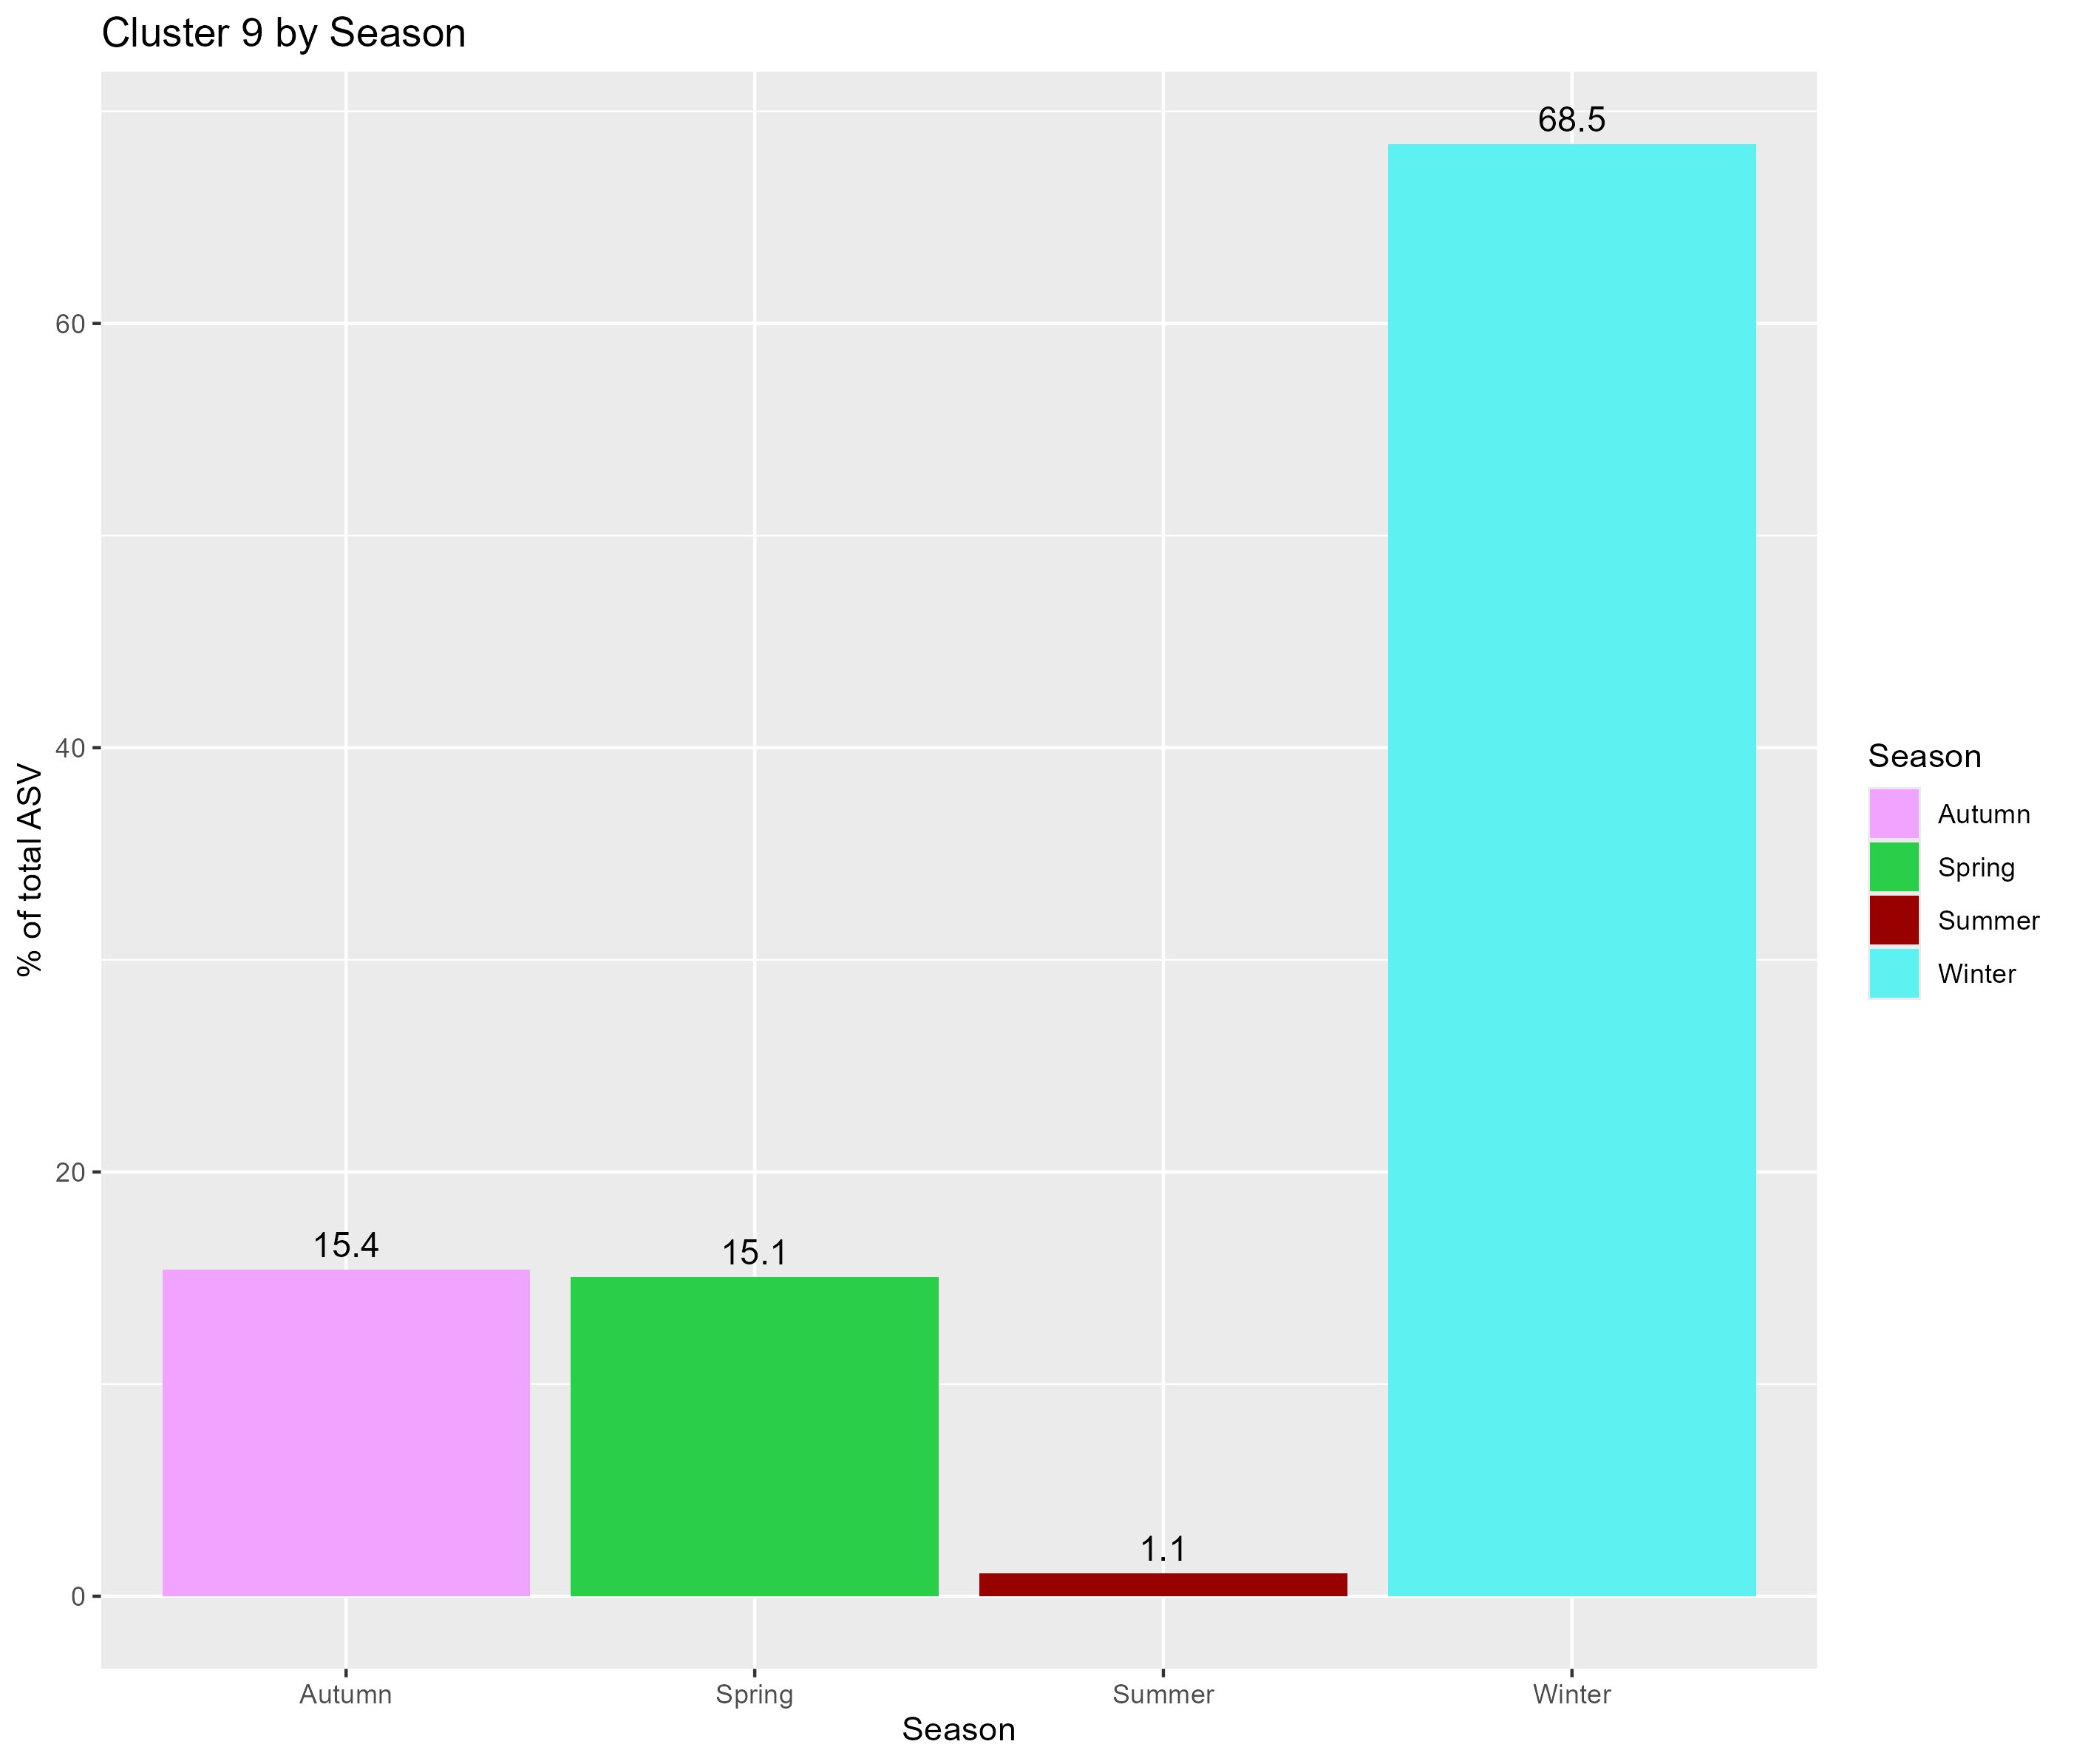 Cluster 9 by Season
68.5
60
40
20
0
15.4
15.1
1.1
% of total ASV
Autumn
Spring
Summer
Winter
Season
Season
Autumn
Spring
Summer
Winter